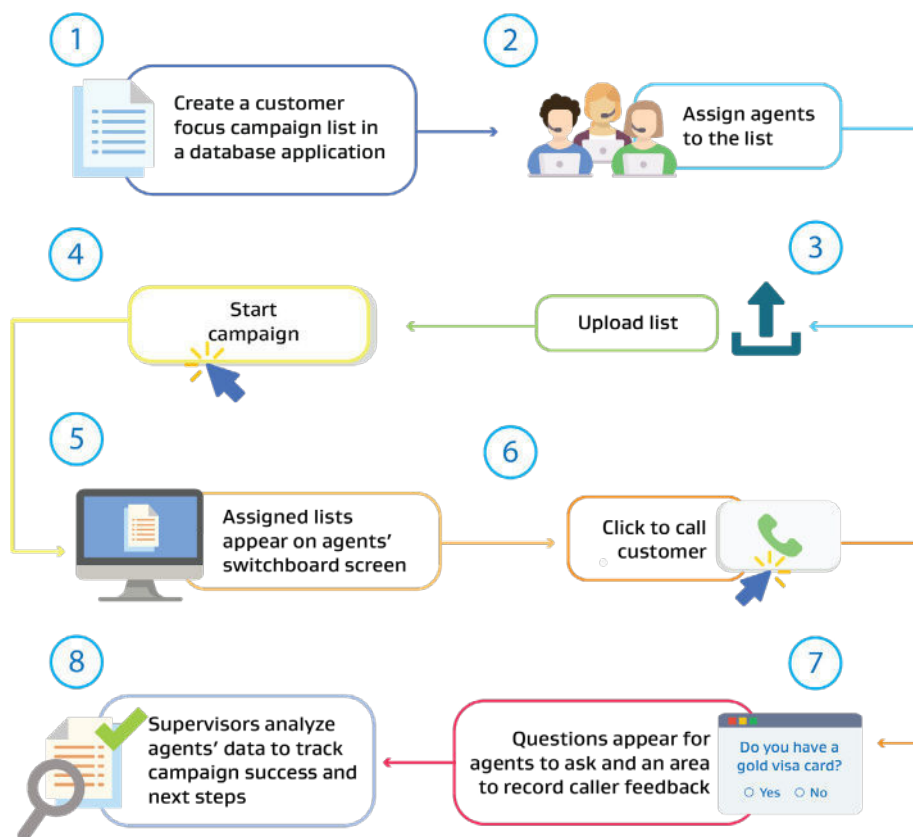 1
Create a customer
focus campaign list in
a database application
2
Assign agents
to the list
3
Upload list
4
Start
campaign
5
Assigned lists
appear on agents’
switchboard screen
6
Click to call
customer
7
Questions appear for
agents to ask and an area
to record caller feedback
Do you have a
gold visa card?
Yes No
8
Supervisors analyze
agents’ data to track
campaign success and
next steps